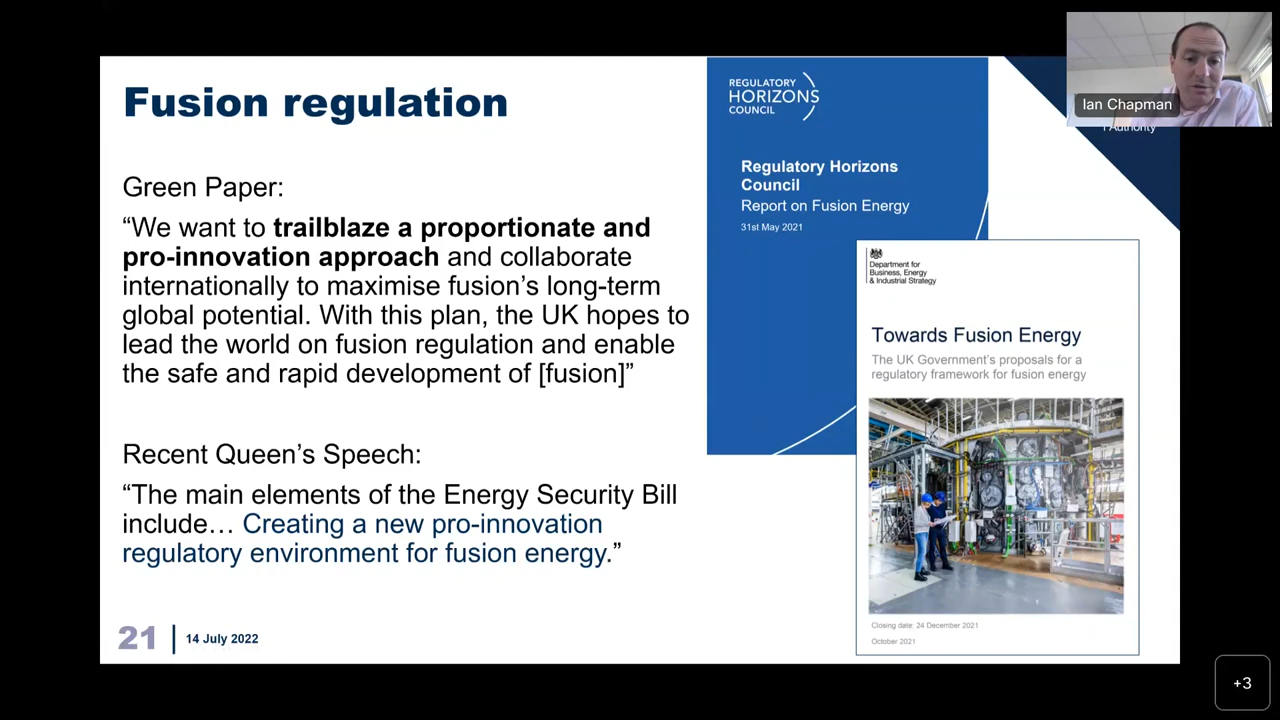 Fusion regulation
Green Paper:
“We want to trailblaze a proportionate and
pro-innovation approach and collaborate
internationally to maximise fusion’s long-term
global potential. With this plan, the UK hopes to
lead the world on fusion regulation and enable
the safe and rapid development of [fusion]”
Recent Queen’s Speech:
“The main elements of the Energy Security Bill
include… Creating a new pro-innovation
regulatory environment for fusion energy.”
21
14 July 2022
REGULATORY
HORIZONS
COUNCIL
Regulatory Horizons
Council
Report on Fusion Energy
31st May 2021
Department for
Business, Energy
& Industrial Strategy
Towards Fusion Energy
The UK Government’s proposals for a
regulatory framework for fusion energy
Closing date: 24 December 2021
October 2021
Ian Chapman
Authority
+3